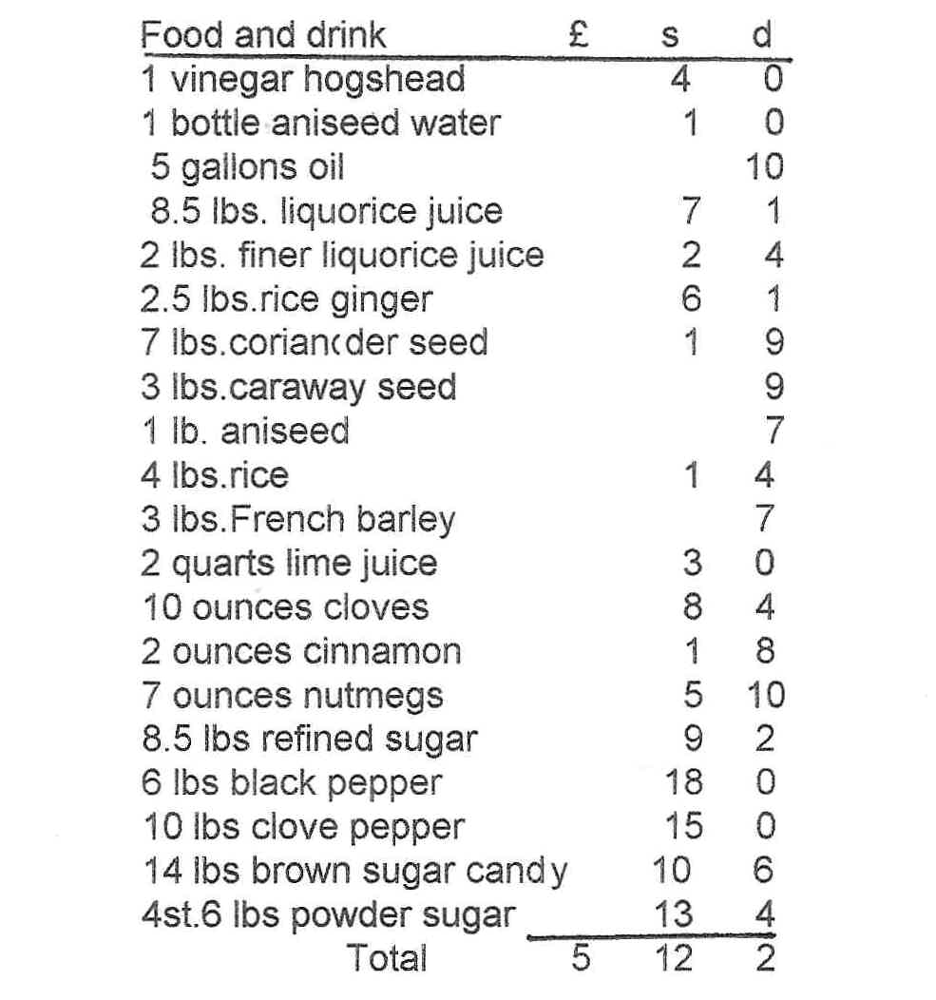 Food and drink £ s d
1 vinegar hogshead 4 0
1 bottle aniseed water 1 0
5 gallons oil 10
8.5 lbs. liquorice juice 7 1
2 lbs. finer liquorice juice 2 4
2.5 lbs.rice ginger 6 1
7 lbs.corian(der seed 1 9
3 lbs.caraway seed 9
1 lb. aniseed 7
4 lbs.rice 1 4
3 lbs.French barley 7
2 quarts lime juice 3 0
10 ounces cloves 8 4
2 ounces cinnamon 1 8
7 ounces nutmegs 5 10
8.5 lbs refined sugar 9 2
6 lbs black pepper 18 0
10 lbs clove pepper 15 0
14 lbs brown sugar candy 10 6
4st.6 lbs powder sugar 13 4
Total 5 12 2